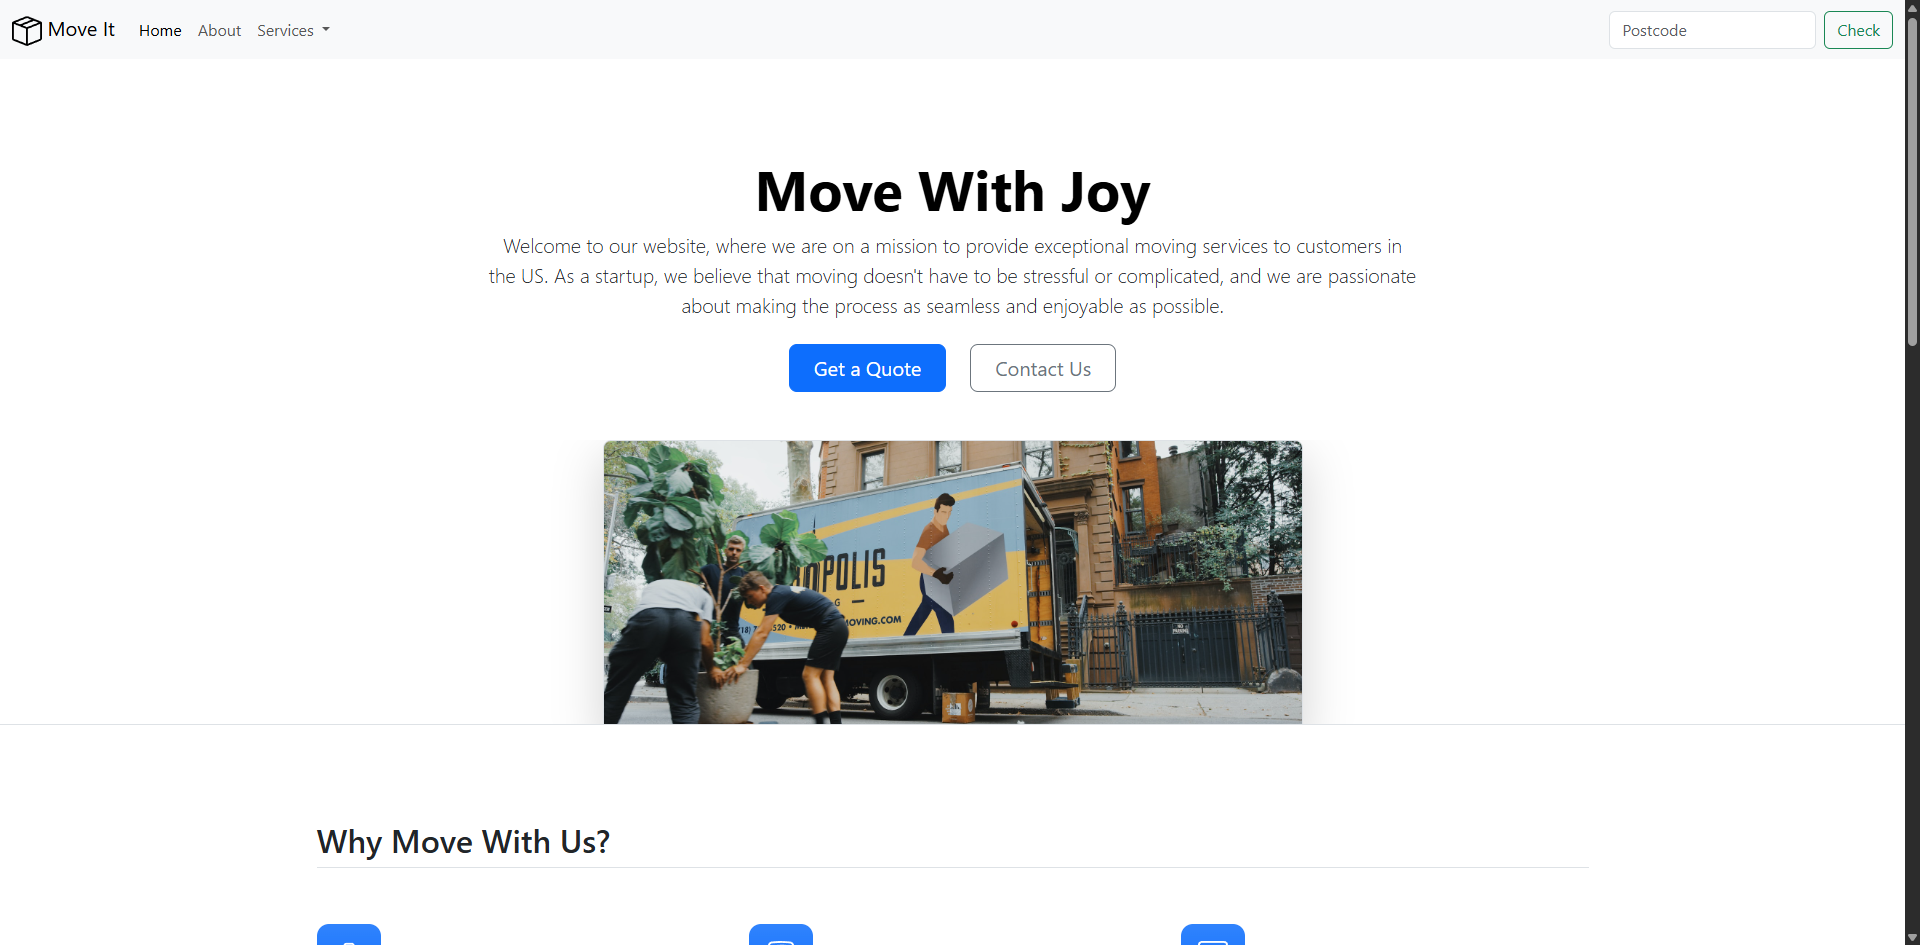 Move It
Home
About
Services
Postcode
Check
Move With Joy
Welcome to our website, where we are on a mission to provide exceptional moving services to customers in
the US. As a startup, we believe that moving doesn't have to be stressful or complicated, and we are passionate
about making the process as seamless and enjoyable as possible.
Get a Quote
Contact Us
OPOLIS
G
MOVING.COM
NO
PARKING
Why Move With Us?